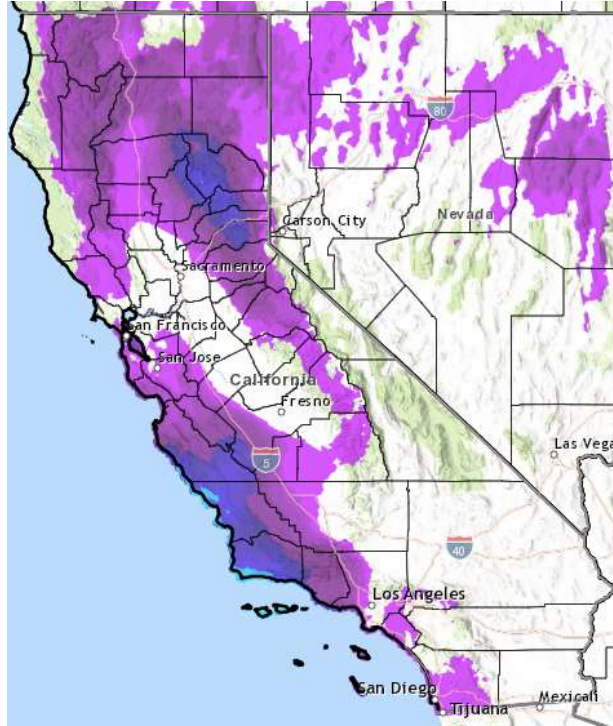 80
Carson City
Nevada
Sacramento
San Francisco
San Jose
California
Fresno
5
Las Vega
40
Los Angeles
San Diego
Mexicali
Tijuana